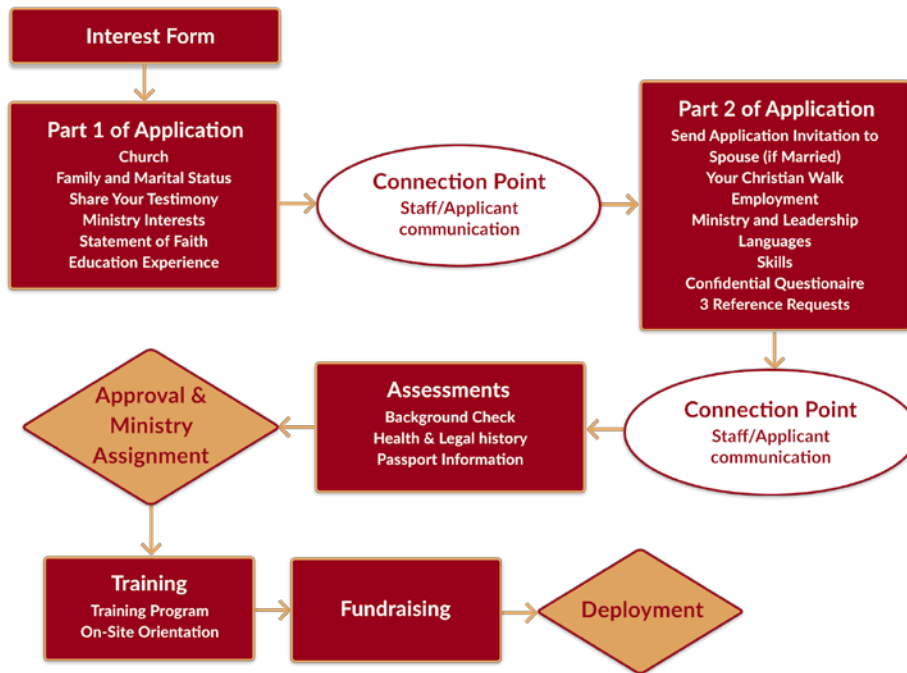 Interest Form
Part 1 of Application
Church
Family and Marital Status
Share Your Testimony
Ministry Interests
Statement of Faith
Education Experience
Connection Point
Staff/Applicant
communication
Part 2 of Application
Send Application Invitation to
Spouse (if Married)
Your Christian Walk
Employment
Ministry and Leadership
Languages
Skills
Confidential Questionaire
3 Reference Requests
Connection Point
Staff/Applicant
communication
Assessments
Background Check
Health & Legal history
Passport Information
Approval &
Ministry
Assignment
Training
Training Program
On-Site Orientation
Fundraising
Deployment